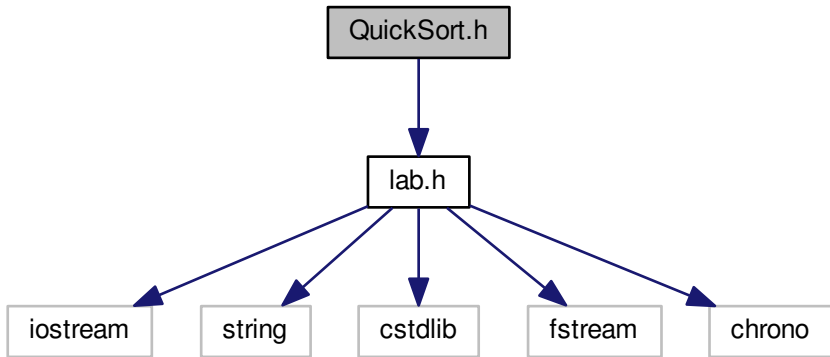 QuickSort.h
lab.h
iostream
string
cstdlib
fstream
chrono